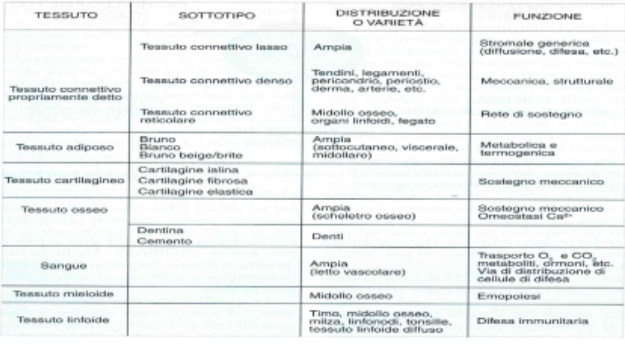 TESSUTO SOTTOTIPO DISTRIBUZIONE O VARIETÀ FUNZIONE
Tessuto connettivo propriamente detto
Tessuto connettivo lasso
Ampia
Stromale generica
(diffusione, difesa, etc.)
Tessuto connettivo denso
Tendini, legamenti,
pericondrio, periostio,
derma, arterie, etc.
Meccanica, strutturale
Tessuto connettivo
reticolare
Midollo osseo,
organi linfoidi, fegato
Rete di sostegno
Tessuto adiposo
Bruno
Bianco
Bruno beige/brite
Ampia
(sottocutaneo, viscerale,
midollare)
Metabolica e
termogenica
Tessuto cartilagineo
Cartilagine ialina
Cartilagine fibrosa
Cartilagine elastica
Sostegno meccanico
Tessuto osseo
Ampia
(scheletro osseo)
Sostegno meccanico
Omeostasi Ca²⁺
Dentina
Cemento
Denti
Sangue
Ampia
(letto vascolare)
Trasporto O₂ e CO₂
metaboliti, ormoni, etc.
Via di distribuzione di
cellule di difesa
Tessuto mieloide
Midollo osseo
Emopoiesi
Tessuto linfoide
Timo, midollo osseo,
milza, linfonodi, tonsille,
tessuto linfoide diffuso
Difesa immunitaria